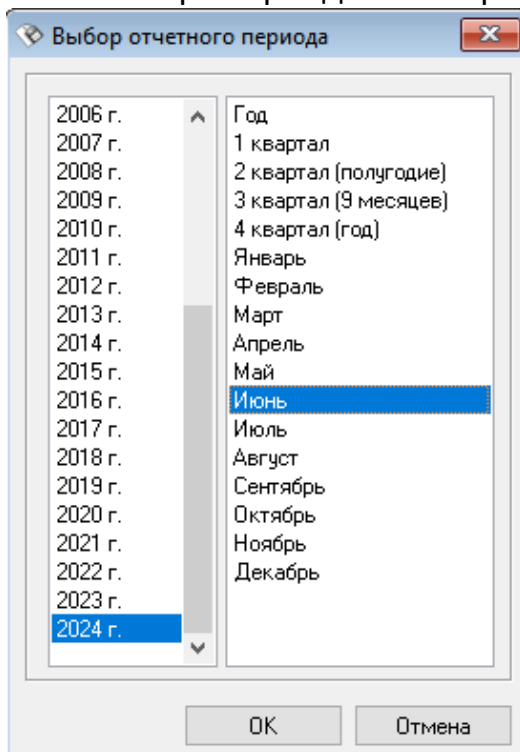 Выбор отчетного периода
2006 г.
2007 г.
2008 г.
2009 г.
2010 г.
2011 г.
2012 г.
2013 г.
2014 г.
2015 г.
2016 г.
2017 г.
2018 г.
2019 г.
2020 г.
2021 г.
2022 г.
2023 г.
2024 г.
Год
1 квартал
2 квартал (полугодие)
3 квартал (9 месяцев)
4 квартал (год)
Январь
Февраль
Март
Апрель
Май
Июнь
Июль
Август
Сентябрь
Октябрь
Ноябрь
Декабрь
OK
Отмена